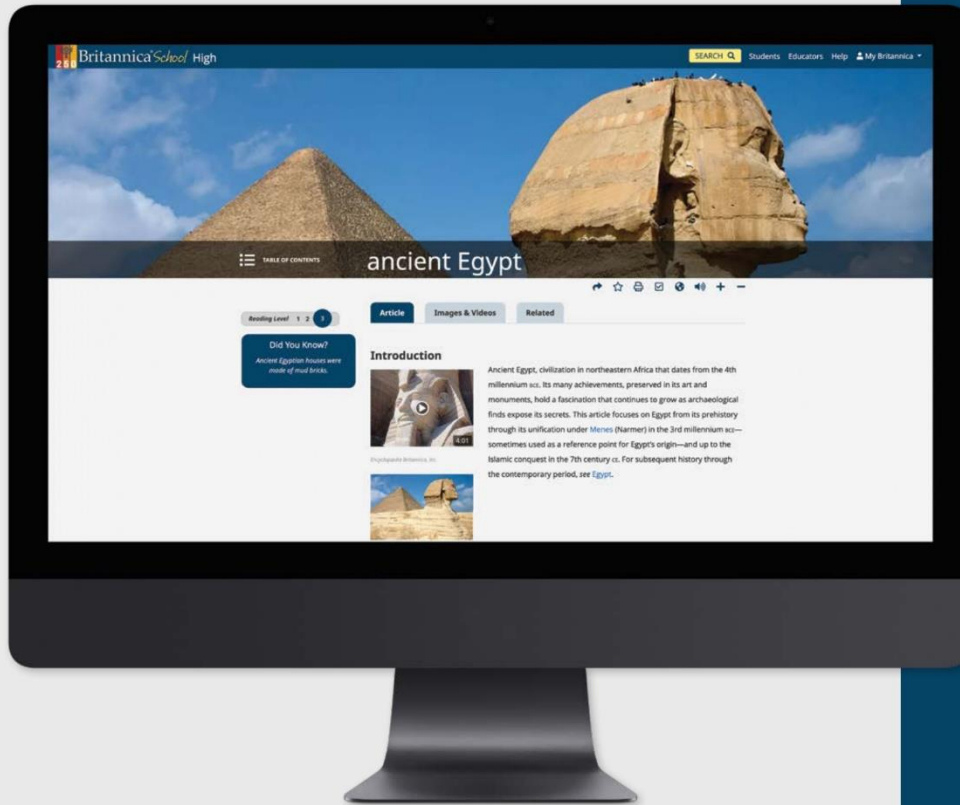 250
Britannica School High
SEARCH
Students
Educators
Help
My Britannica
TABLE OF CONTENTS
ancient Egypt
Reading Level 1 2 3
Did You Know?
Ancient Egyptian houses were
made of mud bricks.
Article
Images & Videos
Related
Introduction
4:01
Encyclopædia Britannica, Inc.
Ancient Egypt, civilization in northeastern Africa that dates from the 4th
millennium BCE. Its many achievements, preserved in its art and
monuments, hold a fascination that continues to grow as archaeological
finds expose its secrets. This article focuses on Egypt from its prehistory
through its unification under Menes (Narmer) in the 3rd millennium BCE—
sometimes used as a reference point for Egypt's origin—and up to the
Islamic conquest in the 7th century CE. For subsequent history through
the contemporary period, see Egypt.